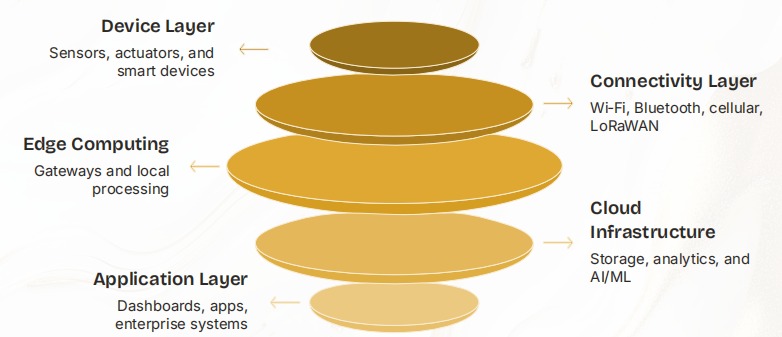 Device Layer
Sensors, actuators, and
smart devices
Connectivity Layer
Wi-Fi, Bluetooth, cellular,
LoRaWAN
Edge Computing
Gateways and local
processing
Cloud
Infrastructure
Storage, analytics, and
AI/ML
Application Layer
Dashboards, apps,
enterprise systems